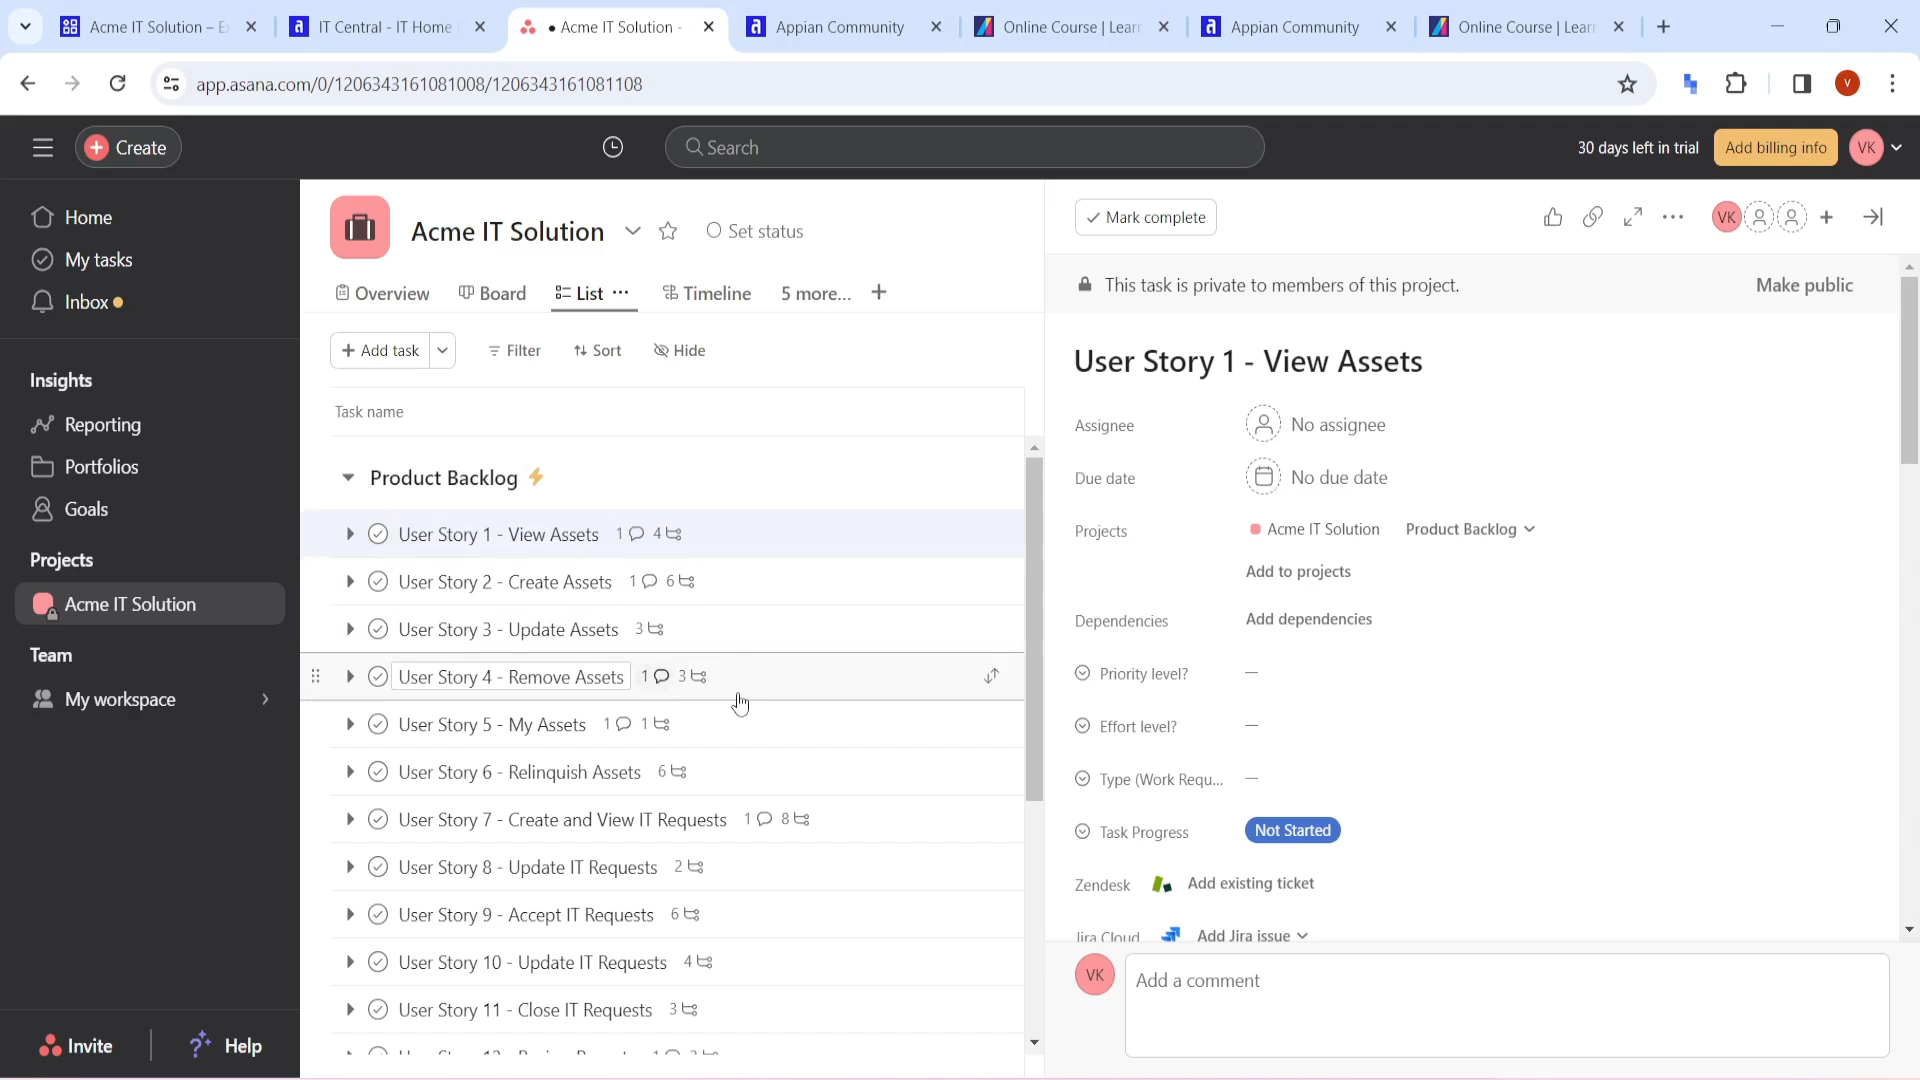 Acme IT Solution – E
IT Central - IT Home
• Acme IT Solution -
Appian Community
Online Course | Lear
Appian Community
Online Course | Lear
app.asana.com/0/1206343161081008/1206343161081108
V
Create
Search
30 days left in trial
Add billing info
VK
Home
My tasks
Inbox
Insights
Reporting
Portfolios
Goals
Projects
Acme IT Solution
Team
My workspace
Invite
Help
Acme IT Solution
Set status
Overview
Board
List
Timeline
5 more...
Add task
Filter
Sort
Hide
Task name
Product Backlog
User Story 1 - View Assets 1 4
User Story 2 - Create Assets 1 6
User Story 3 - Update Assets 3
User Story 4 - Remove Assets 1 3
User Story 5 - My Assets 1 1
User Story 6 - Relinquish Assets 6
User Story 7 - Create and View IT Requests 1 8
User Story 8 - Update IT Requests 2
User Story 9 - Accept IT Requests 6
User Story 10 - Update IT Requests 4
User Story 11 - Close IT Requests 3
Mark complete
VK
This task is private to members of this project.
Make public
User Story 1 - View Assets
Assignee No assignee
Due date No due date
Projects Acme IT Solution Product Backlog
Add to projects
Dependencies Add dependencies
Priority level? —
Effort level? —
Type (Work Requ... —
Task Progress Not Started
Zendesk Add existing ticket
Jira Cloud Add Jira issue
VK
Add a comment